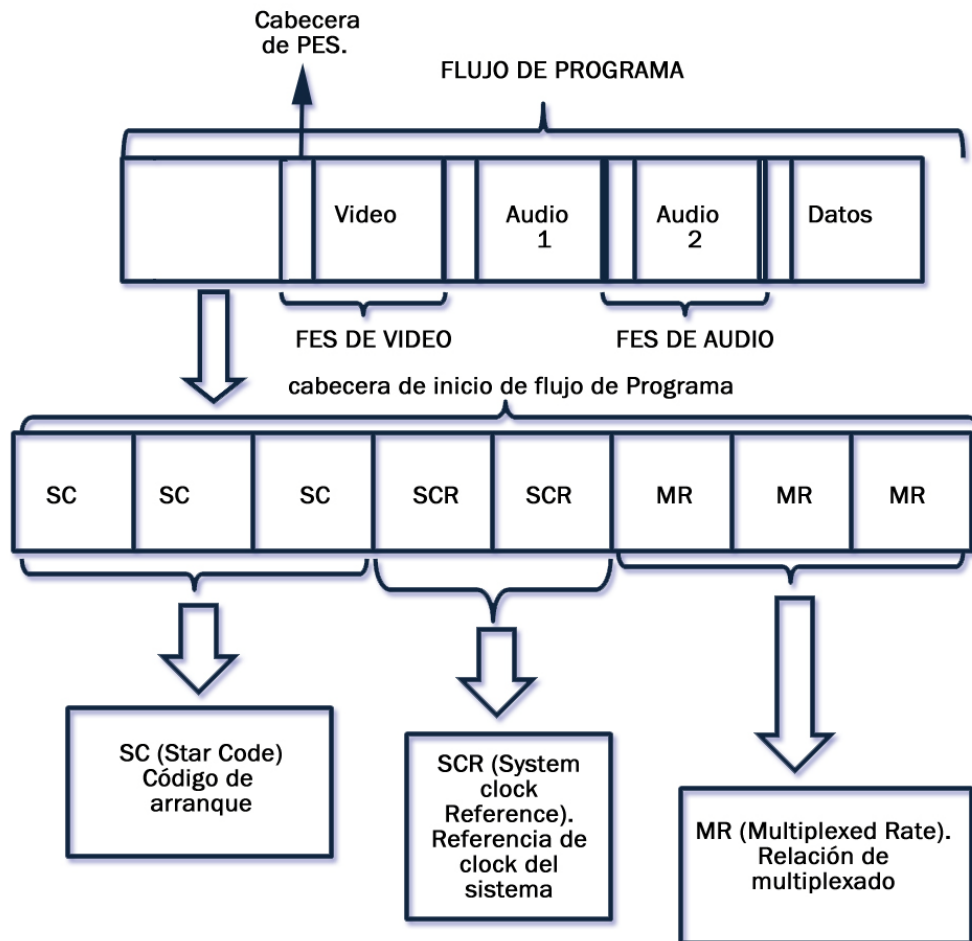 Cabecera
de PES.
FLUJO DE PROGRAMA
Video
Audio
1
Audio
2
Datos
FES DE VIDEO
FES DE AUDIO
cabecera de inicio de flujo de Programa
SC
SC
SC
SCR
SCR
MR
MR
MR
SC (Star Code)
Código de
arranque
SCR (System
clock
Reference).
Referencia de
clock del
sistema
MR (Multiplexed Rate).
Relación de
multiplexado